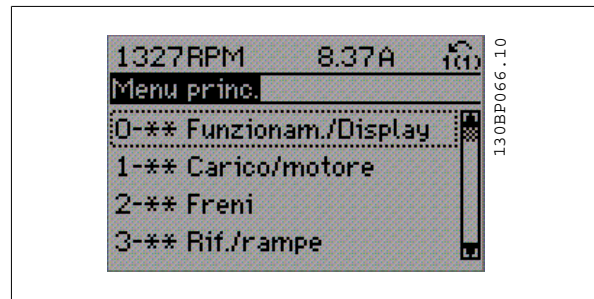 1327RPM 8.37A 1(1)
Menu princ.
0-** Funzionam./Display
1-** Carico/motore
2-** Freni
3-** Rif./rampe
130BP066.10